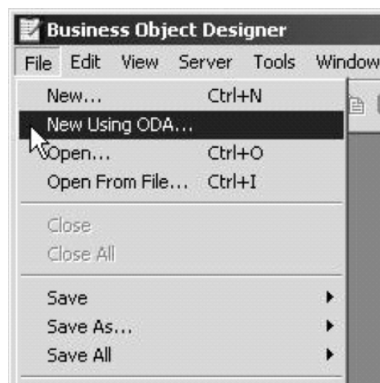 Business Object Designer
File Edit View Server Tools Window
New... Ctrl+N
New Using ODA...
Open... Ctrl+O
Open From File... Ctrl+I
Close
Close All
Save
Save As...
Save All